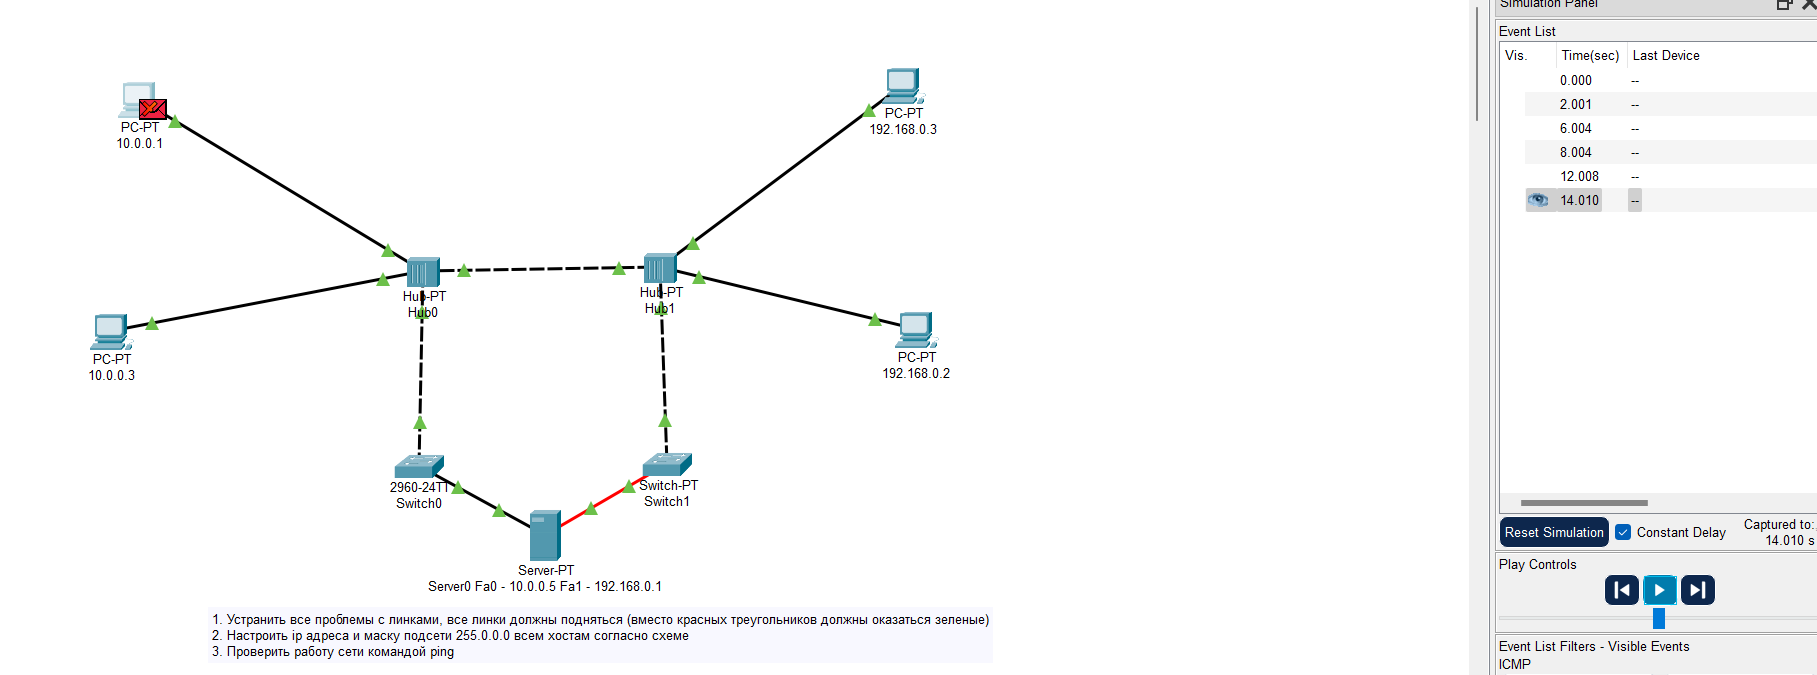 Simulation Panel
Event List
Vis. Time(sec) Last Device
0.000 --
2.001 --
6.004 --
8.004 --
12.008 --
14.010 --
PC-PT
10.0.0.1
PC-PT
192.168.0.3
Hub-PT
Hub0
Hub-PT
Hub1
PC-PT
10.0.0.3
PC-PT
192.168.0.2
2960-24TT
Switch0
Switch-PT
Switch1
Server-PT
Server0 Fa0 - 10.0.0.5 Fa1 - 192.168.0.1
1. Устранить все проблемы с линками, все линки должны подняться (вместо красных треугольников должны оказаться зеленые)
2. Настроить ip адреса и маску подсети 255.0.0.0 всем хостам согласно схеме
3. Проверить работу сети командой ping
Reset Simulation
Constant Delay
Captured to:
14.010 s
Play Controls
Event List Filters - Visible Events
ICMP